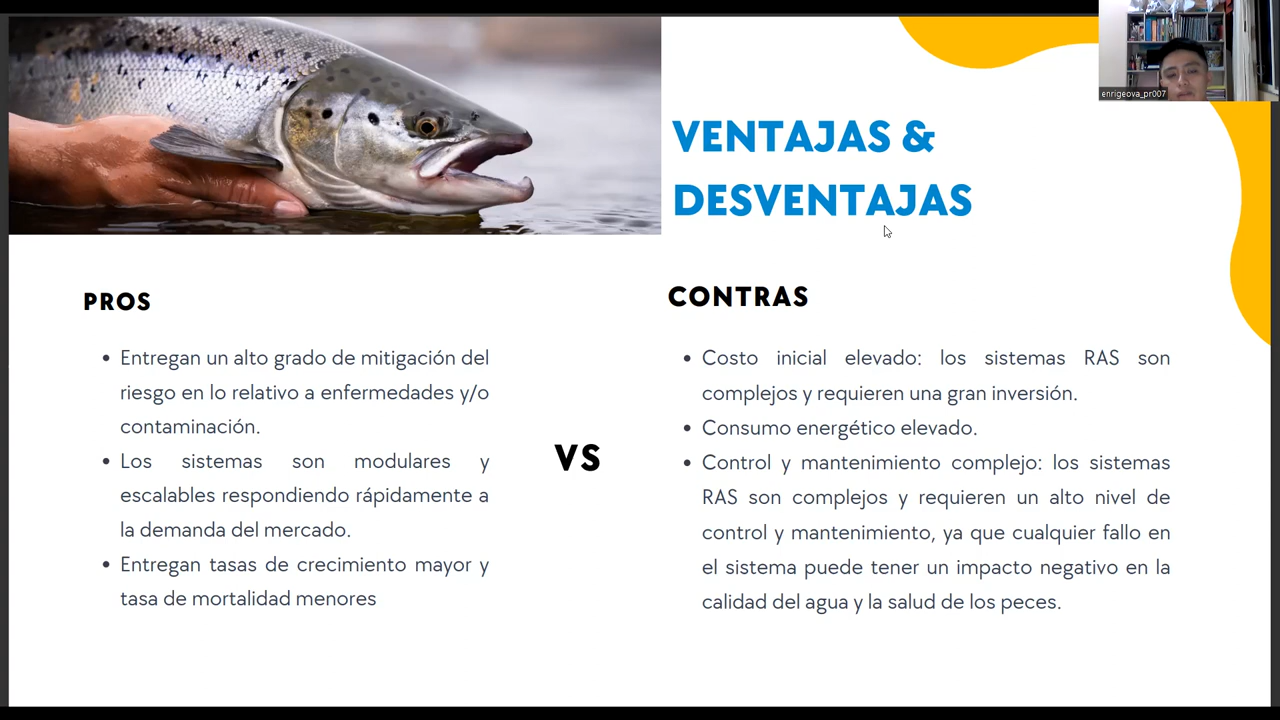 enrigeova_pr007
VENTAJAS &
DESVENTAJAS
PROS
Entregan un alto grado de mitigación del
riesgo en lo relativo a enfermedades y/o
contaminación.
Los sistemas son modulares y
escalables respondiendo rápidamente a
la demanda del mercado.
Entregan tasas de crecimiento mayor y
tasa de mortalidad menores
VS
CONTRAS
Costo inicial elevado: los sistemas RAS son
complejos y requieren una gran inversión.
Consumo energético elevado.
Control y mantenimiento complejo: los sistemas
RAS son complejos y requieren un alto nivel de
control y mantenimiento, ya que cualquier fallo en
el sistema puede tener un impacto negativo en la
calidad del agua y la salud de los peces.